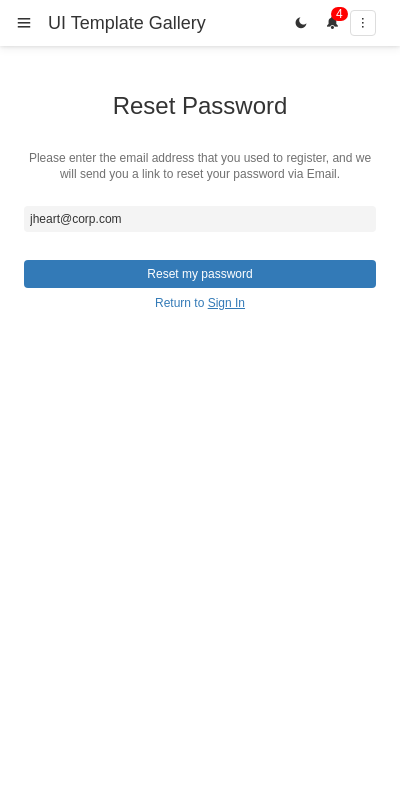 UI Template Gallery
4
Reset Password
Please enter the email address that you used to register, and we
will send you a link to reset your password via Email.
jheart@corp.com
Reset my password
Return to Sign In